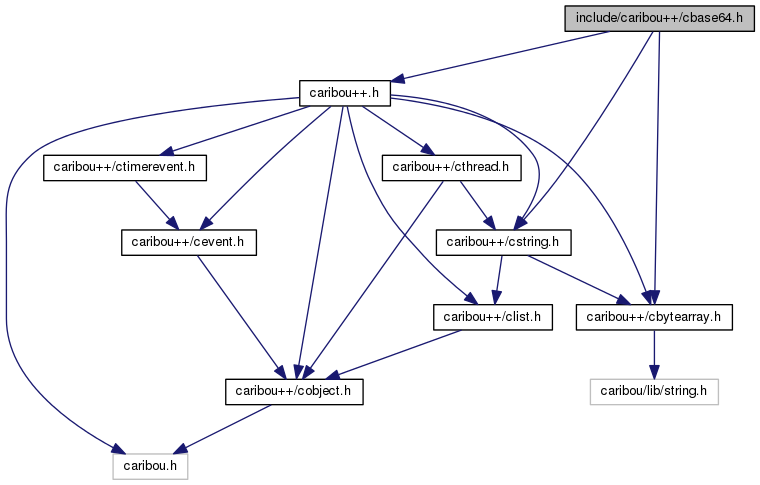 include/caribou++/cbase64.h
caribou++.h
caribou++/ctimerevent.h
caribou++/cthread.h
caribou++/cevent.h
caribou++/cstring.h
caribou++/clist.h
caribou++/cbytearray.h
caribou++/cobject.h
caribou/lib/string.h
caribou.h